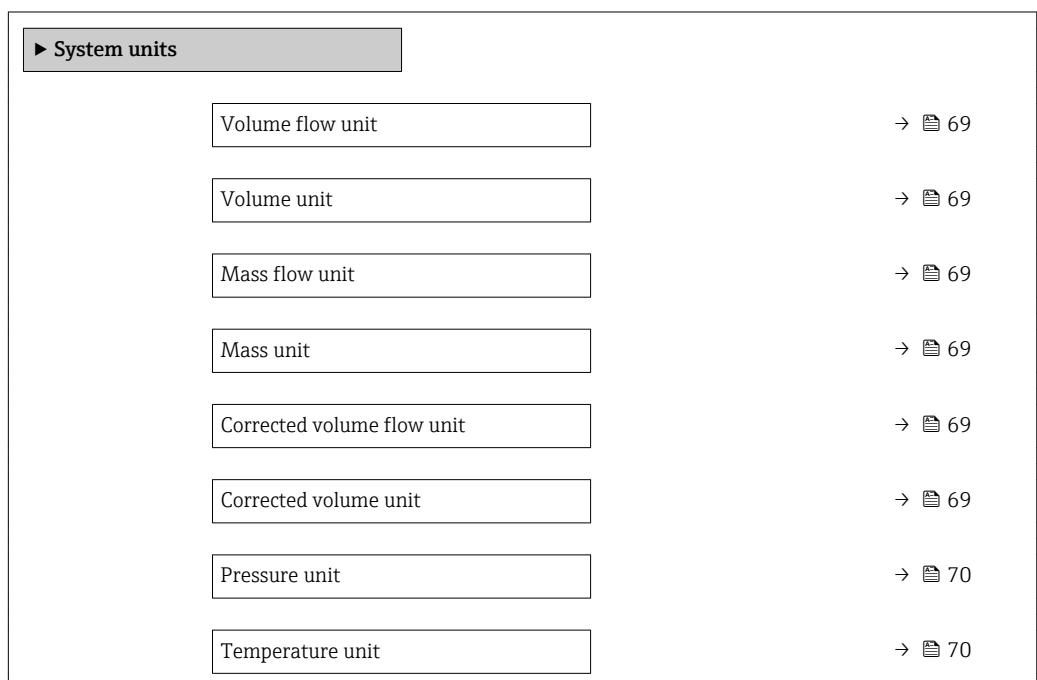 ▶ System units
Volume flow unit → 🖹 69
Volume unit → 🖹 69
Mass flow unit → 🖹 69
Mass unit → 🖹 69
Corrected volume flow unit → 🖹 69
Corrected volume unit → 🖹 69
Pressure unit → 🖹 70
Temperature unit → 🖹 70